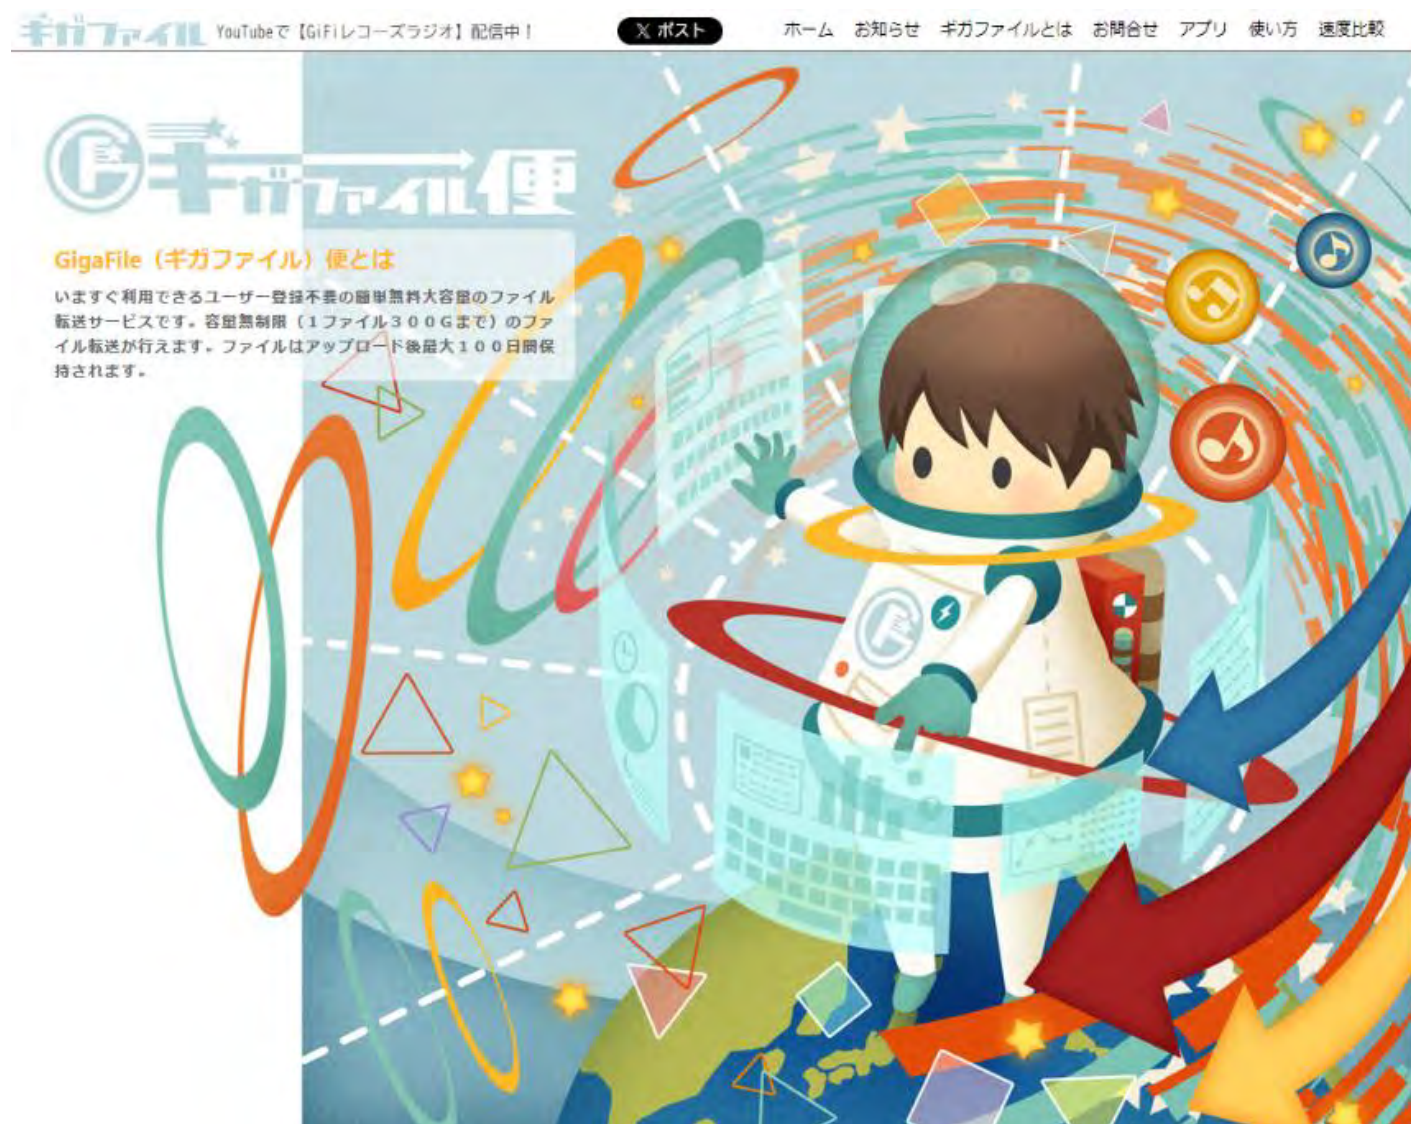 ギガファイル YouTubeで【GiFiレコーズラジオ】配信中！ X ポスト ホーム お知らせ ギガファイルとは お問合せ アプリ 使い方 速度比較
ギガファイル便
GigaFile（ギガファイル）便とは
いますぐ利用できるユーザー登録不要の簡単無料大容量のファイル
転送サービスです。容量無制限（１ファイル３００Ｇまで）のファ
イル転送が行えます。ファイルはアップロード後最大１００日間保
持されます。